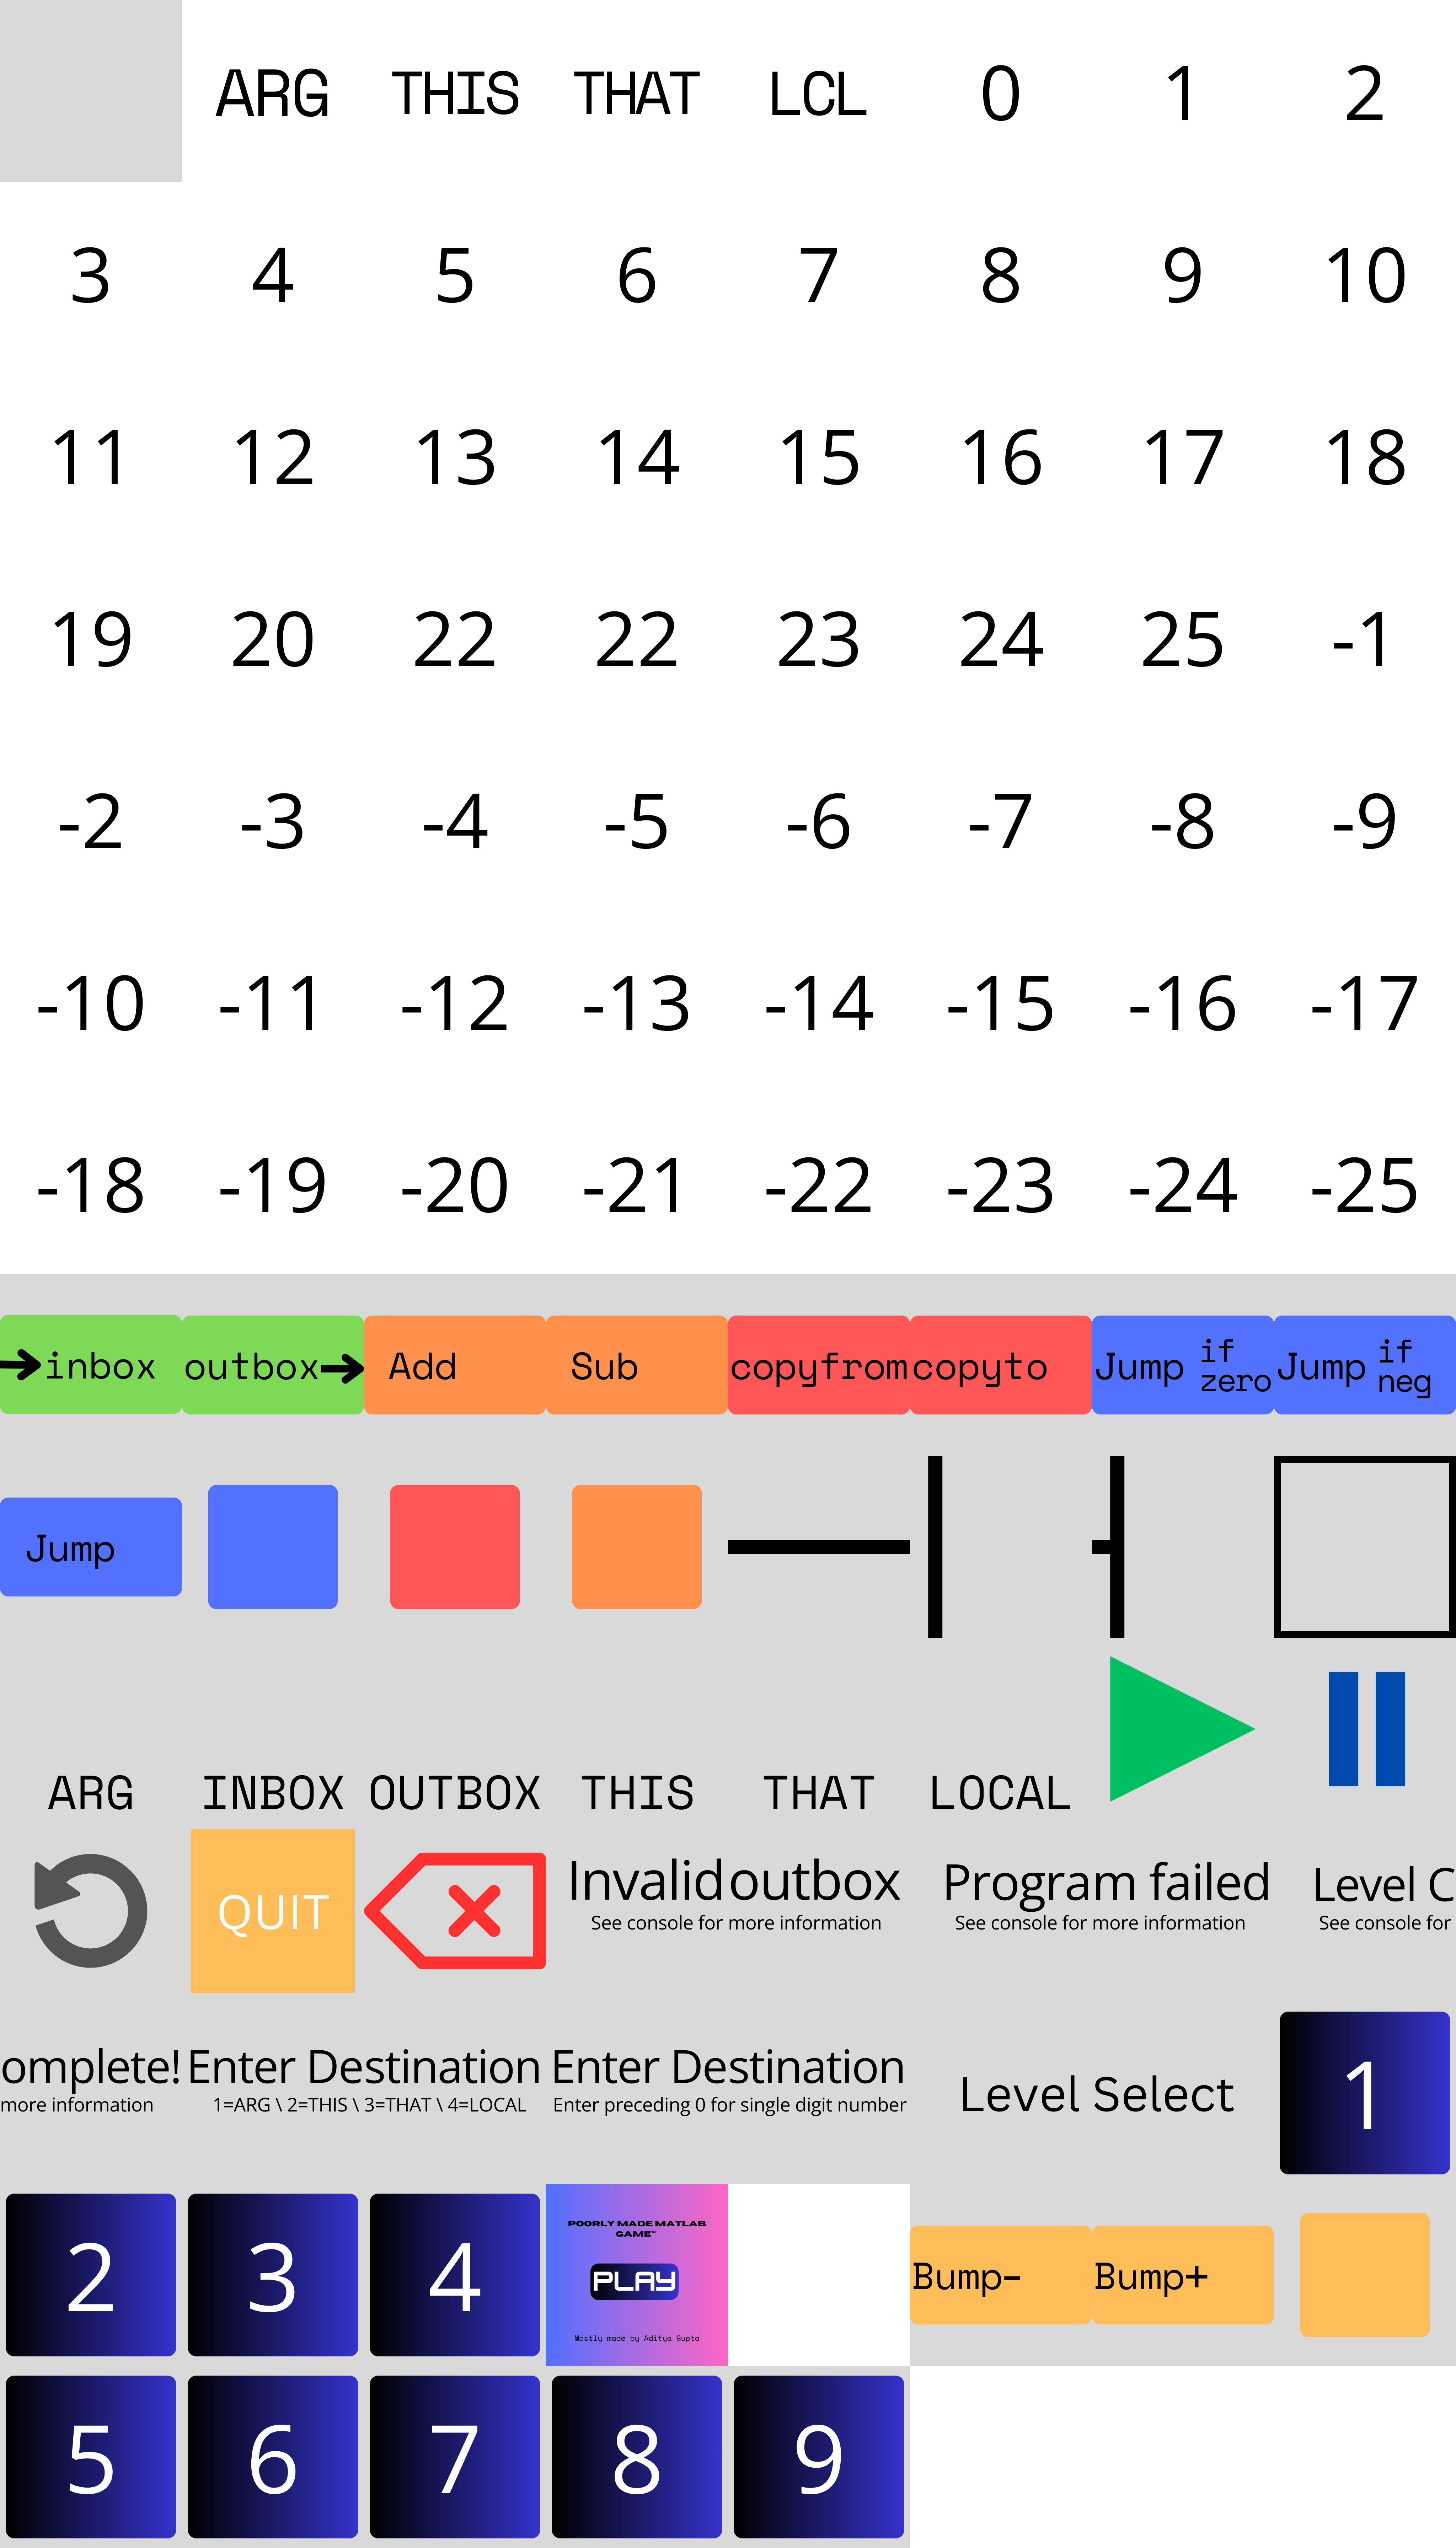 ARG THIS THAT LCL 0 1 2
3 4 5 6 7 8 9 10
11 12 13 14 15 16 17 18
19 20 22 22 23 24 25 -1
-2 -3 -4 -5 -6 -7 -8 -9
-10 -11 -12 -13 -14 -15 -16 -17
-18 -19 -20 -21 -22 -23 -24 -25
inbox outbox Add Sub copyfrom copyto Jump if zero Jump if neg
Jump
ARG INBOX OUTBOX THIS THAT LOCAL
QUIT
Invalid outbox
See console for more information
Program failed
See console for more information
Level C
See console for
omplete!
more information
Enter Destination
1=ARG \ 2=THIS \ 3=THAT \ 4=LOCAL
Enter Destination
Enter preceding 0 for single digit number
Level Select
1
2 3 4
POORLY MADE MATLAB
GAME™
PLAY
Mostly made by Aditya Gupta
Bump- Bump+
5 6 7 8 9